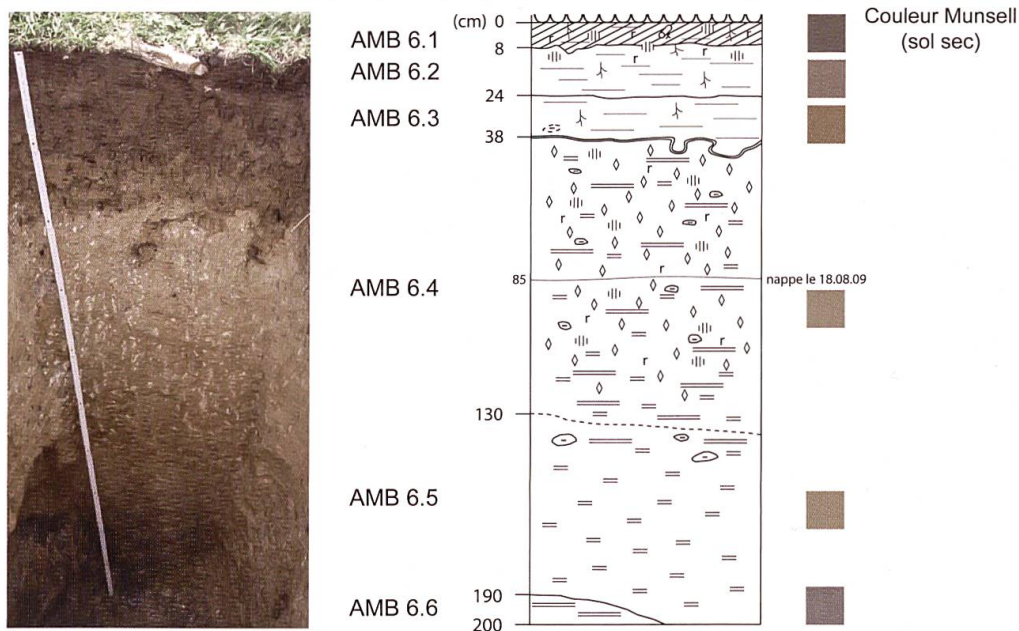 (cm) 0
Couleur Munsell
(sol sec)
AMB 6.1
r r r r
8
AMB 6.2
r
24
AMB 6.3
38
r
r r
r
85
nappe le 18.08.09
AMB 6.4
r r
r
130
AMB 6.5
190
AMB 6.6
200